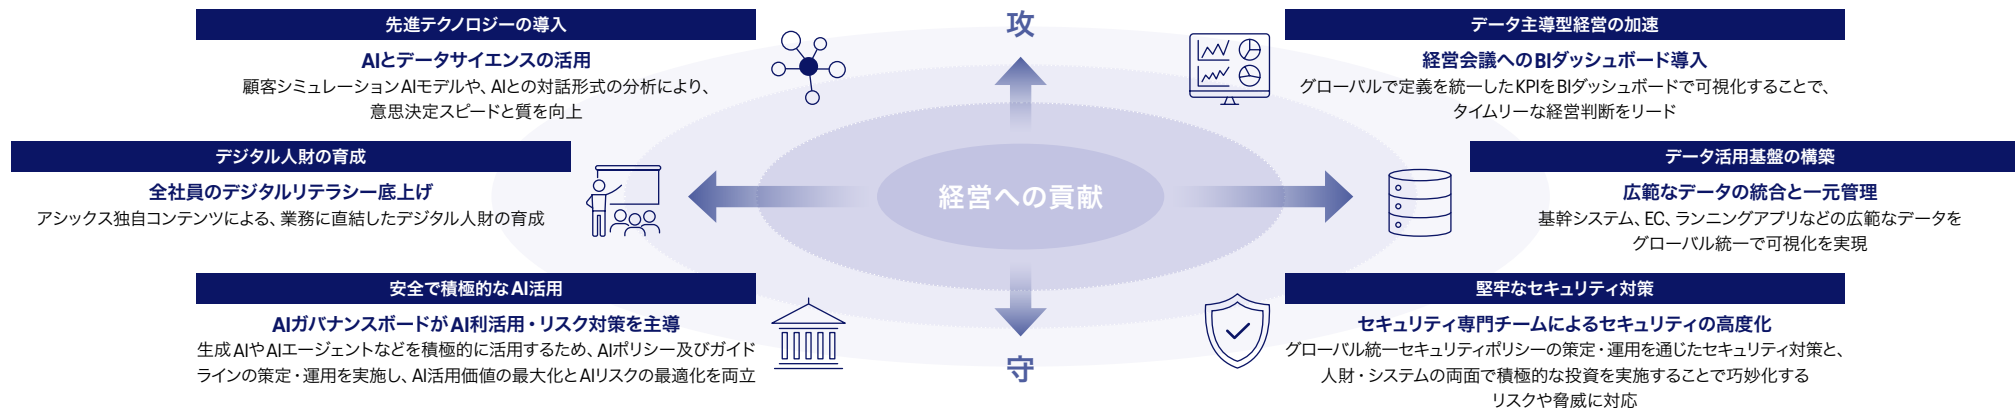 攻
先進テクノロジーの導入
AIとデータサイエンスの活用
顧客シミュレーションAIモデルや、AIとの対話形式の分析により、
意思決定スピードと質を向上
データ主導型経営の加速
経営会議へのBIダッシュボード導入
グローバルで定義を統一したKPIをBIダッシュボードで可視化することで、
タイムリーな経営判断をリード
デジタル人財の育成
全社員のデジタルリテラシー底上げ
アシックス独自コンテンツによる、業務に直結したデジタル人財の育成
経営への貢献
データ活用基盤の構築
広範なデータの統合と一元管理
基幹システム、EC、ランニングアプリなどの広範なデータを
グローバル統一で可視化を実現
安全で積極的なAI活用
AIガバナンスボードがAI利活用・リスク対策を主導
生成AIやAIエージェントなどを積極的に活用するため、AIポリシー及びガイド
ラインの策定・運用を実施し、AI活用価値の最大化とAIリスクの最適化を両立
堅牢なセキュリティ対策
セキュリティ専門チームによるセキュリティの高度化
グローバル統一セキュリティポリシーの策定・運用を通じたセキュリティ対策と、
人財・システムの両面で積極的な投資を実施することで巧妙化する
リスクや脅威に対応
守